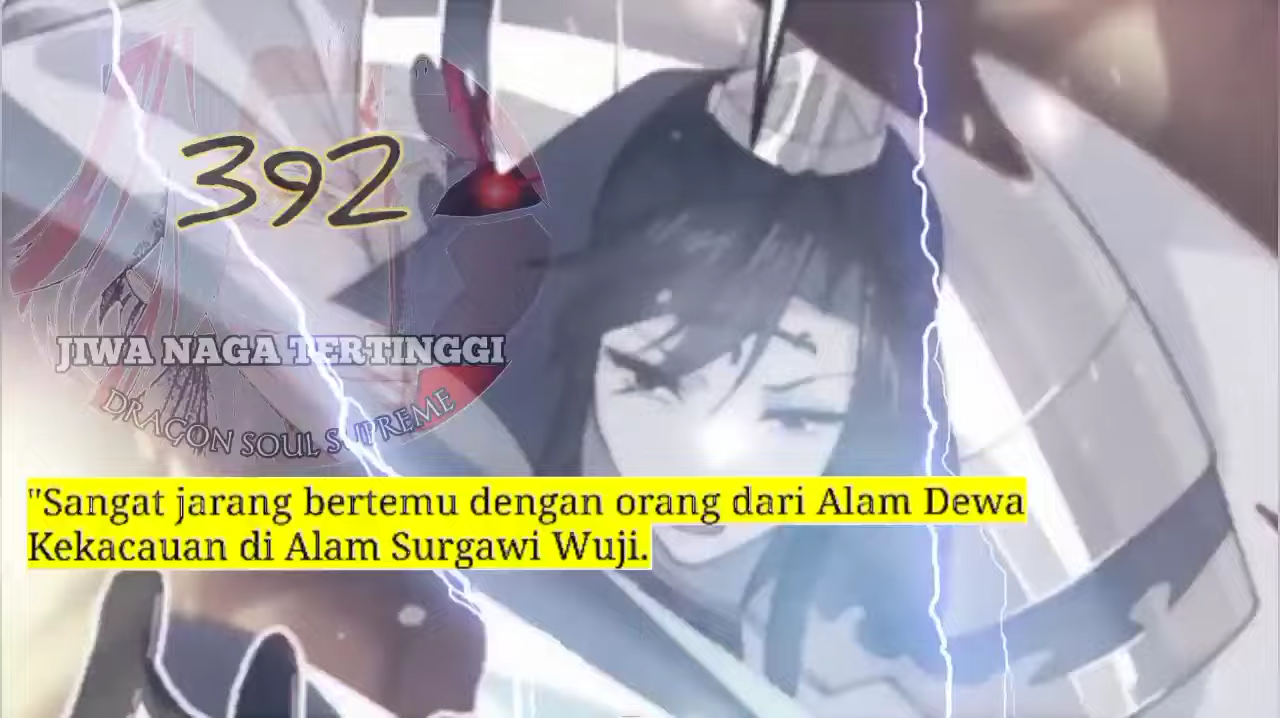 392
JIWA NAGA TERTINGGI
DRAGON SOUL SUPREME
"Sangat jarang bertemu dengan orang dari Alam Dewa
Kekacauan di Alam Surgawi Wuji.